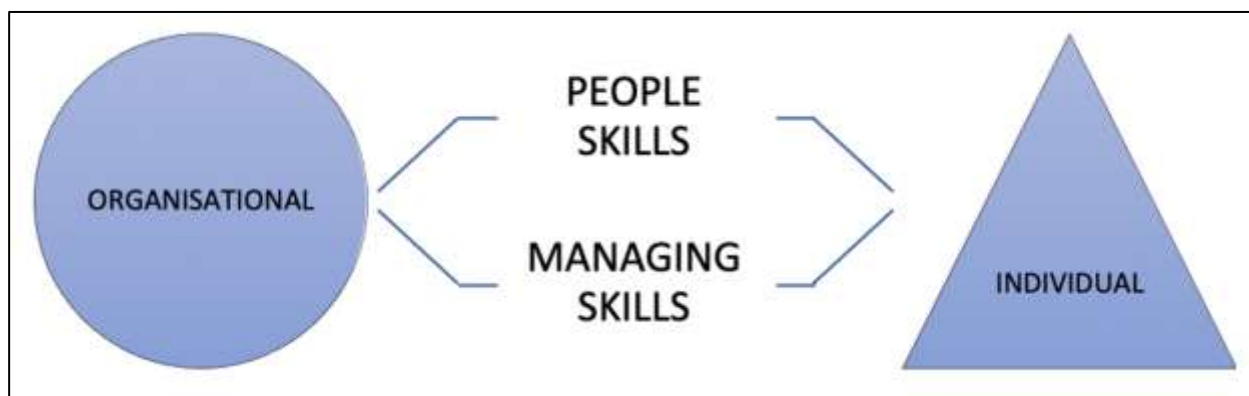 ORGANISATIONAL
PEOPLE
SKILLS
MANAGING
SKILLS
INDIVIDUAL